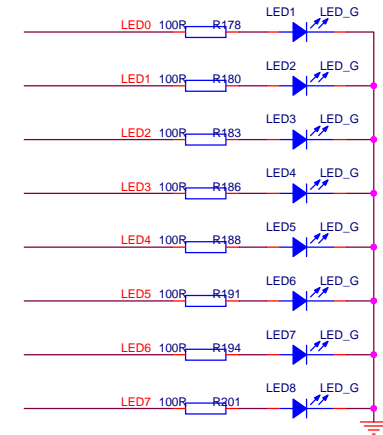 LED1 LED_G
LED0 100R R178
LED2 LED_G
LED1 100R R180
LED3 LED_G
LED2 100R R183
LED4 LED_G
LED3 100R R186
LED5 LED_G
LED4 100R R188
LED6 LED_G
LED5 100R R191
LED7 LED_G
LED6 100R R194
LED8 LED_G
LED7 100R R201